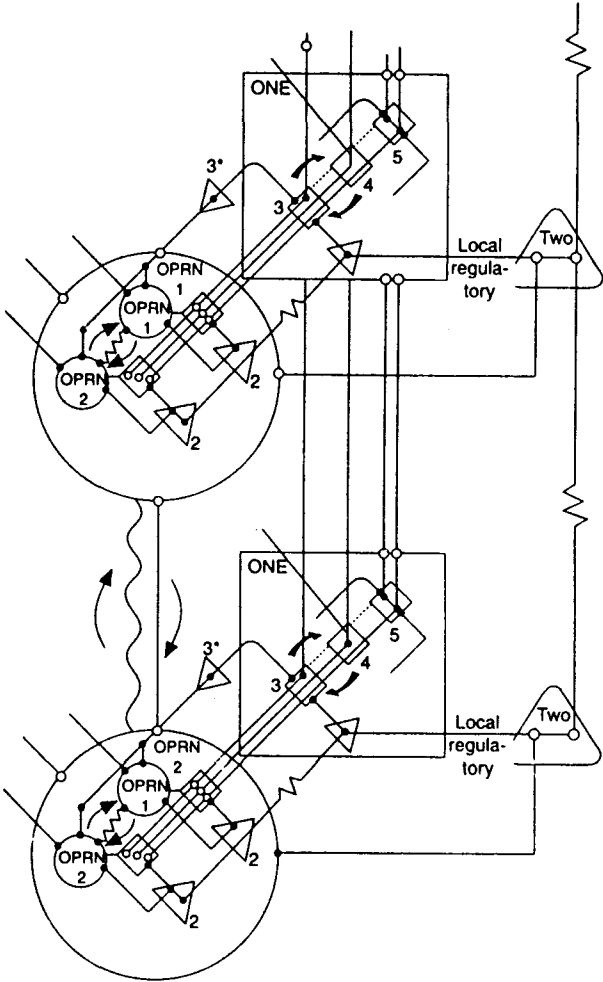 ONE
5
4
3*
3
Two
Local
regula-
tory
OPRN
1
OPRN
1
OPRN
2
2
2
ONE
5
4
3*
3
Two
Local
regula-
tory
OPRN
2
OPRN
1
OPRN
2
2
2